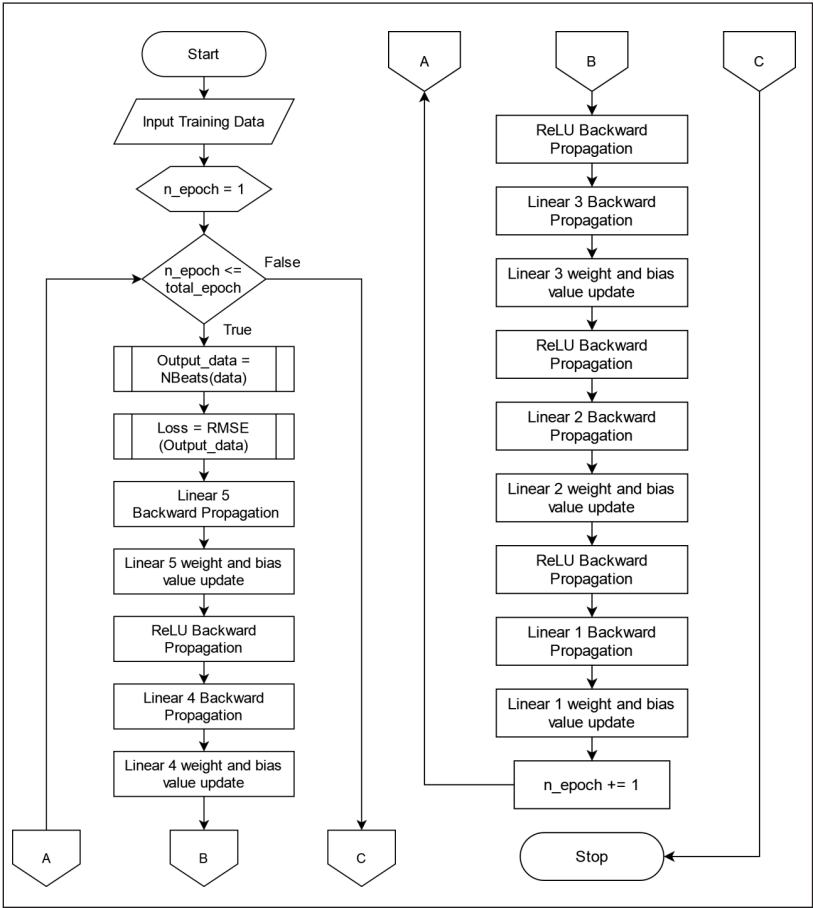 Start
Input Training Data
n_epoch = 1
n_epoch <=
total_epoch
False
True
Output_data =
NBeats(data)
Loss = RMSE
(Output_data)
Linear 5
Backward Propagation
Linear 5 weight and bias
value update
ReLU Backward
Propagation
Linear 4 Backward
Propagation
Linear 4 weight and bias
value update
A
B
C
A
B
C
ReLU Backward
Propagation
Linear 3 Backward
Propagation
Linear 3 weight and bias
value update
ReLU Backward
Propagation
Linear 2 Backward
Propagation
Linear 2 weight and bias
value update
ReLU Backward
Propagation
Linear 1 Backward
Propagation
Linear 1 weight and bias
value update
n_epoch += 1
Stop